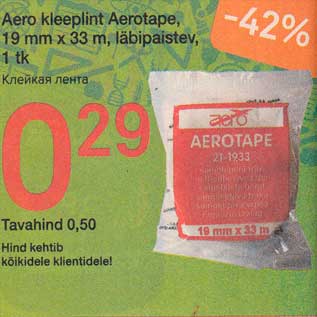 Aero kleeplint Aerotape,
19 mm x 33 m, läbipaistev,
1 tk
Клейкая лента
-42%
0 29
Tavahind 0,50
Hind kehtib
kõikidele klientidele!
aero
AEROTAPE
2T-1933
19 mm x 33 m